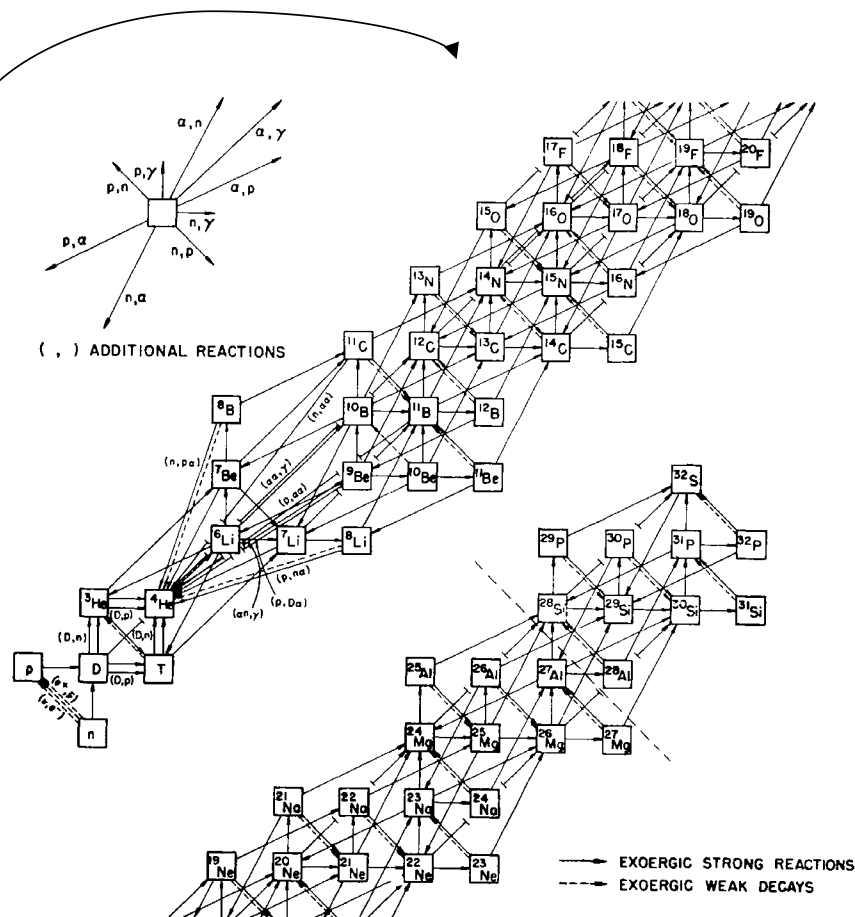 α,n
α,γ
p,γ
p,n
α,p
n,γ
p,α
n,p
n,α
( , ) ADDITIONAL REACTIONS
17F 18F 19F 20F
15O 16O 17O 18O 19O
13N 14N 15N 16N
11C 12C 13C 14C 15C
8B 10B 11B 12B
(n,αα)
(n,pα)
(αα,γ)
(p,αα)
7Be 9Be 10Be 11Be
6Li 7Li 8Li
(p,nα)
(p,Dα)
(αn,γ)
32S
29P 30P 31P 32P
3He 4He
(D,p)
(D,n) (D,n)
28Si 29Si 30Si 31Si
p D T
(D,p)
n
25Al 26Al 27Al 28Al
24Mg 25Mg 26Mg 27Mg
21Na 22Na 23Na 24Na
19Ne 20Ne 21Ne 22Ne 23Ne
EXOERGIC STRONG REACTIONS
EXOERGIC WEAK DECAYS